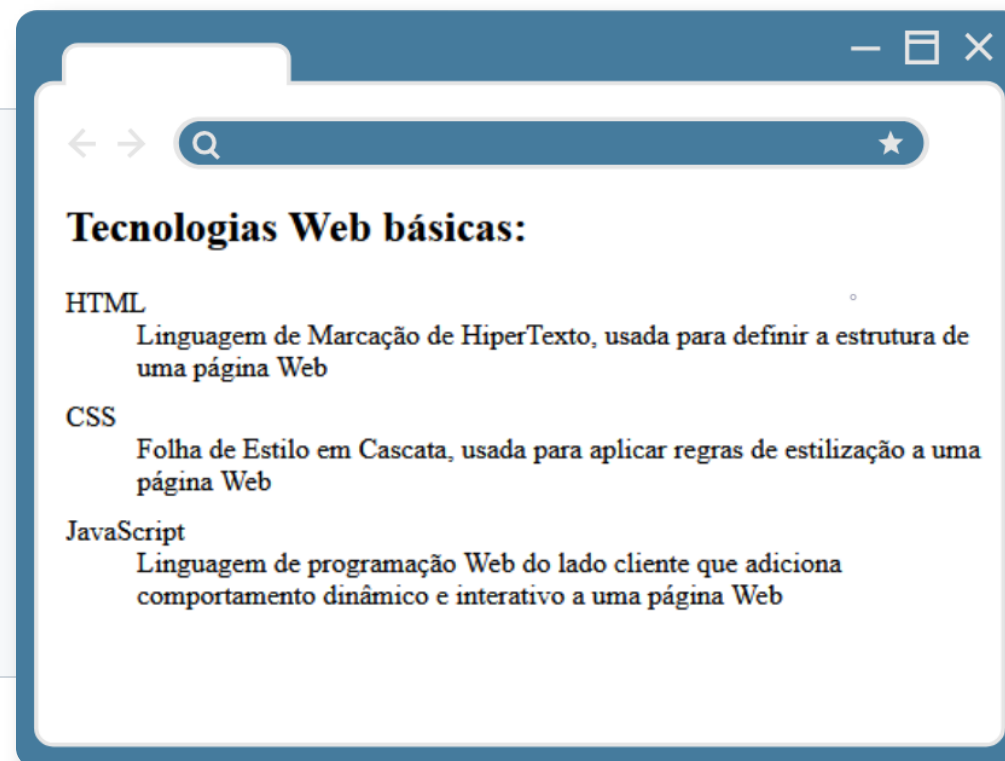 Tecnologias Web básicas:
HTML
Linguagem de Marcação de HiperTexto, usada para definir a estrutura de
uma página Web
CSS
Folha de Estilo em Cascata, usada para aplicar regras de estilização a uma
página Web
JavaScript
Linguagem de programação Web do lado cliente que adiciona
comportamento dinâmico e interativo a uma página Web